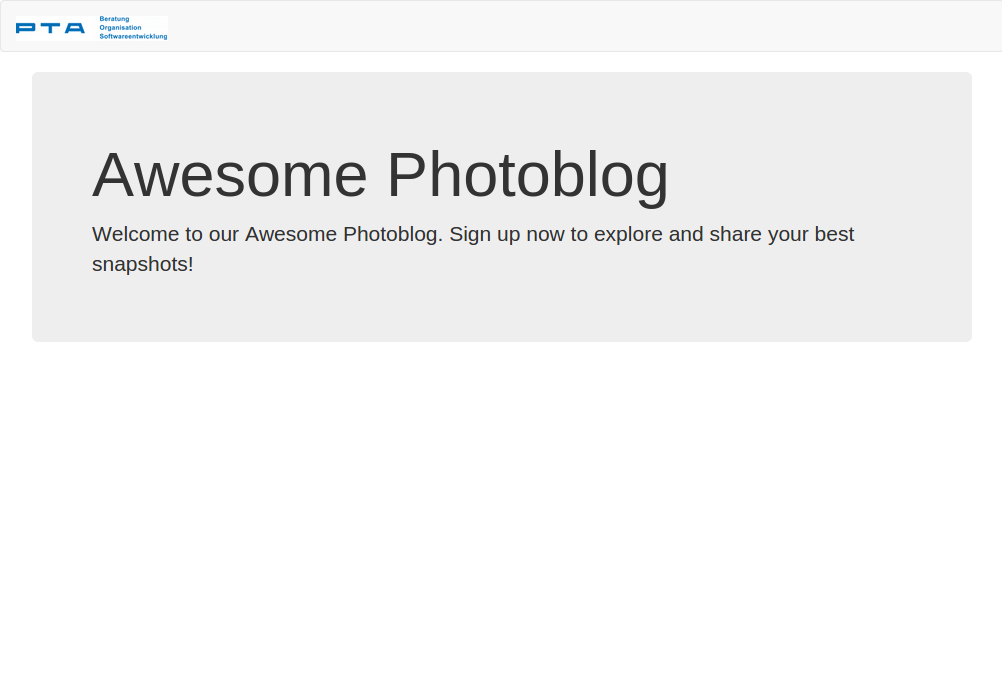 PTA
Beratung
Organisation
Softwareentwicklung
Awesome Photoblog
Welcome to our Awesome Photoblog. Sign up now to explore and share your best
snapshots!